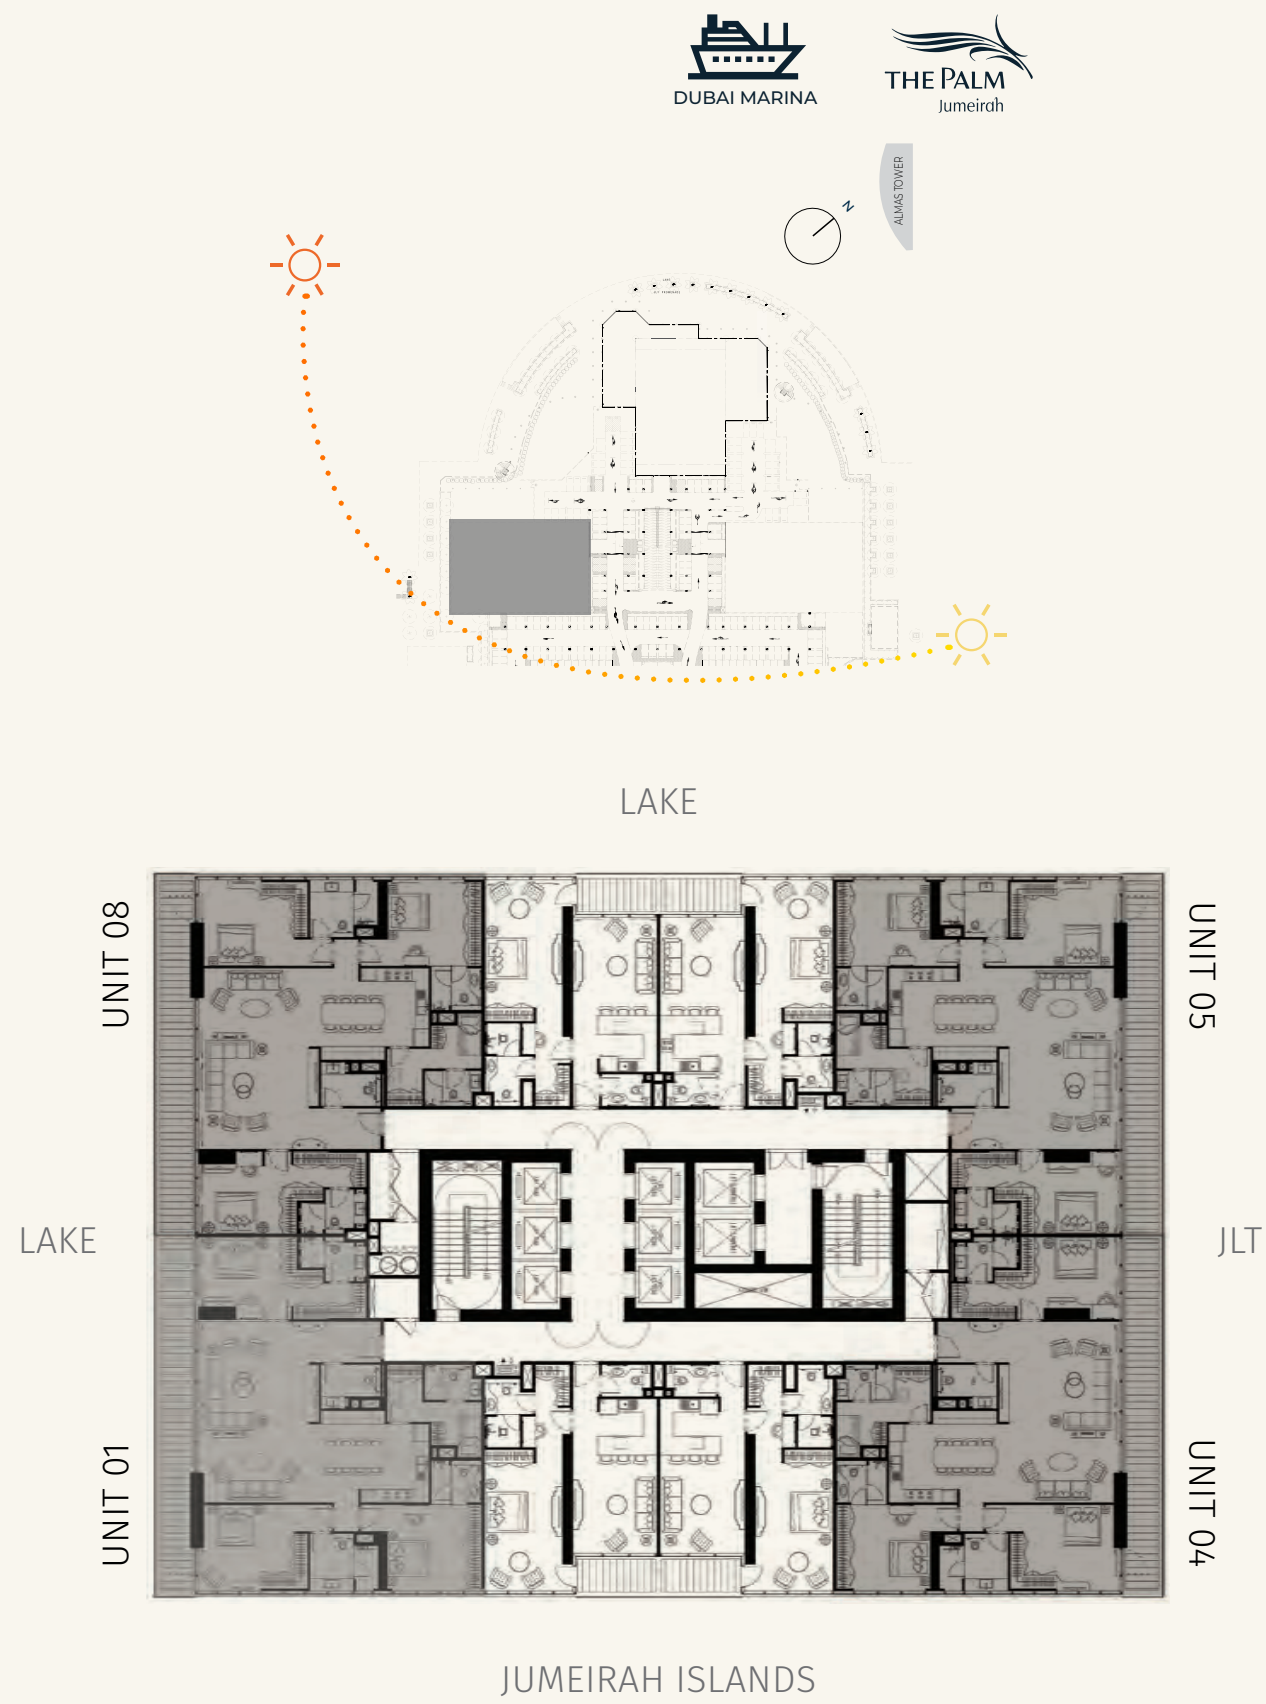 DUBAI MARINA
THE PALM
Jumeirah
ALMAS TOWER
N
LAKE
UNIT 08
UNIT 05
LAKE
JLT
UNIT 01
UNIT 04
JUMEIRAH ISLANDS